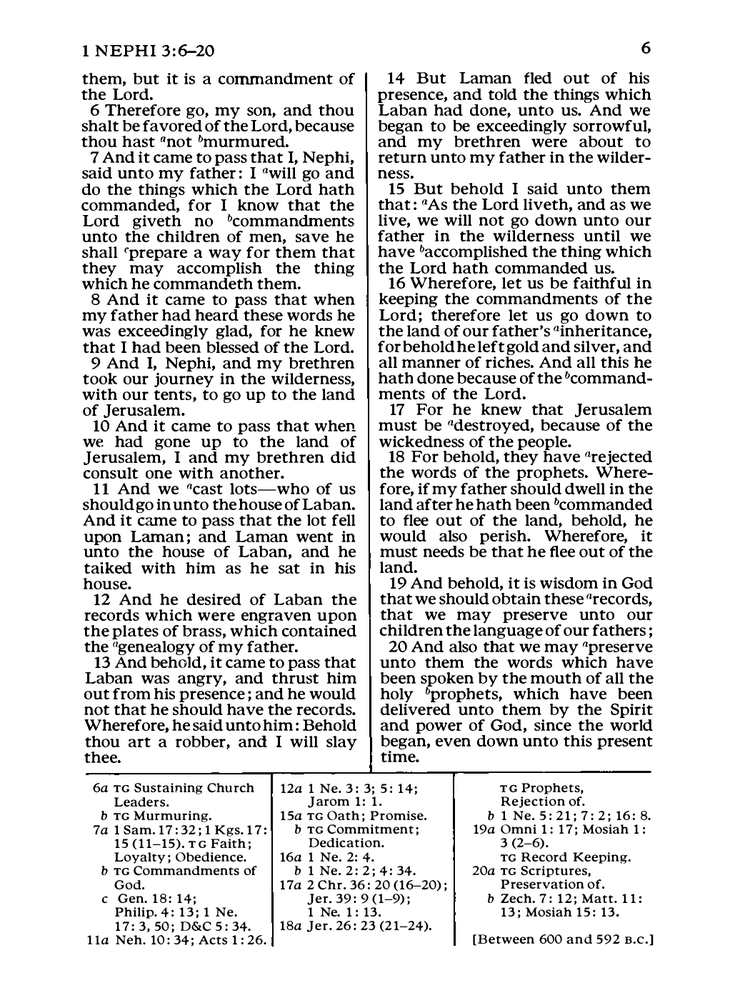 1 NEPHI 3:6–20
6
them, but it is a commandment of
the Lord.
6 Therefore go, my son, and thou
shalt be favored of the Lord, because
thou hast ᵃnot ᵇmurmured.
7 And it came to pass that I, Nephi,
said unto my father: I ᵃwill go and
do the things which the Lord hath
commanded, for I know that the
Lord giveth no ᵇcommandments
unto the children of men, save he
shall ᶜprepare a way for them that
they may accomplish the thing
which he commandeth them.
8 And it came to pass that when
my father had heard these words he
was exceedingly glad, for he knew
that I had been blessed of the Lord.
9 And I, Nephi, and my brethren
took our journey in the wilderness,
with our tents, to go up to the land
of Jerusalem.
10 And it came to pass that when
we had gone up to the land of
Jerusalem, I and my brethren did
consult one with another.
11 And we ᵃcast lots—who of us
should go in unto the house of Laban.
And it came to pass that the lot fell
upon Laman; and Laman went in
unto the house of Laban, and he
talked with him as he sat in his
house.
12 And he desired of Laban the
records which were engraven upon
the plates of brass, which contained
the ᵃgenealogy of my father.
13 And behold, it came to pass that
Laban was angry, and thrust him
out from his presence; and he would
not that he should have the records.
Wherefore, he said unto him: Behold
thou art a robber, and I will slay
thee.
14 But Laman fled out of his
presence, and told the things which
Laban had done, unto us. And we
began to be exceedingly sorrowful,
and my brethren were about to
return unto my father in the wilder-
ness.
15 But behold I said unto them
that: ᵃAs the Lord liveth, and as we
live, we will not go down unto our
father in the wilderness until we
have ᵇaccomplished the thing which
the Lord hath commanded us.
16 Wherefore, let us be faithful in
keeping the commandments of the
Lord; therefore let us go down to
the land of our father's ᵃinheritance,
for behold he left gold and silver, and
all manner of riches. And all this he
hath done because of the ᵇcommand-
ments of the Lord.
17 For he knew that Jerusalem
must be ᵃdestroyed, because of the
wickedness of the people.
18 For behold, they have ᵃrejected
the words of the prophets. Where-
fore, if my father should dwell in the
land after he hath been ᵇcommanded
to flee out of the land, behold, he
would also perish. Wherefore, it
must needs be that he flee out of the
land.
19 And behold, it is wisdom in God
that we should obtain these ᵃrecords,
that we may preserve unto our
children the language of our fathers;
20 And also that we may ᵃpreserve
unto them the words which have
been spoken by the mouth of all the
holy ᵇprophets, which have been
delivered unto them by the Spirit
and power of God, since the world
began, even down unto this present
time.
6a TG Sustaining Church
Leaders.
b TG Murmuring.
7a 1 Sam. 17: 32; 1 Kgs. 17:
15 (11–15). TG Faith;
Loyalty; Obedience.
b TG Commandments of
God.
c Gen. 18: 14;
Philip. 4: 13; 1 Ne.
17: 3, 50; D&C 5: 34.
11a Neh. 10: 34; Acts 1: 26.
12a 1 Ne. 3: 3; 5: 14;
Jarom 1: 1.
15a TG Oath; Promise.
b TG Commitment;
Dedication.
16a 1 Ne. 2: 4.
b 1 Ne. 2: 2; 4: 34.
17a 2 Chr. 36: 20 (16–20);
Jer. 39: 9 (1–9);
1 Ne. 1: 13.
18a Jer. 26: 23 (21–24).
TG Prophets,
Rejection of.
b 1 Ne. 5: 21; 7: 2; 16: 8.
19a Omni 1: 17; Mosiah 1:
3 (2–6).
TG Record Keeping.
20a TG Scriptures,
Preservation of.
b Zech. 7: 12; Matt. 11:
13; Mosiah 15: 13.
[Between 600 and 592 B.C.]